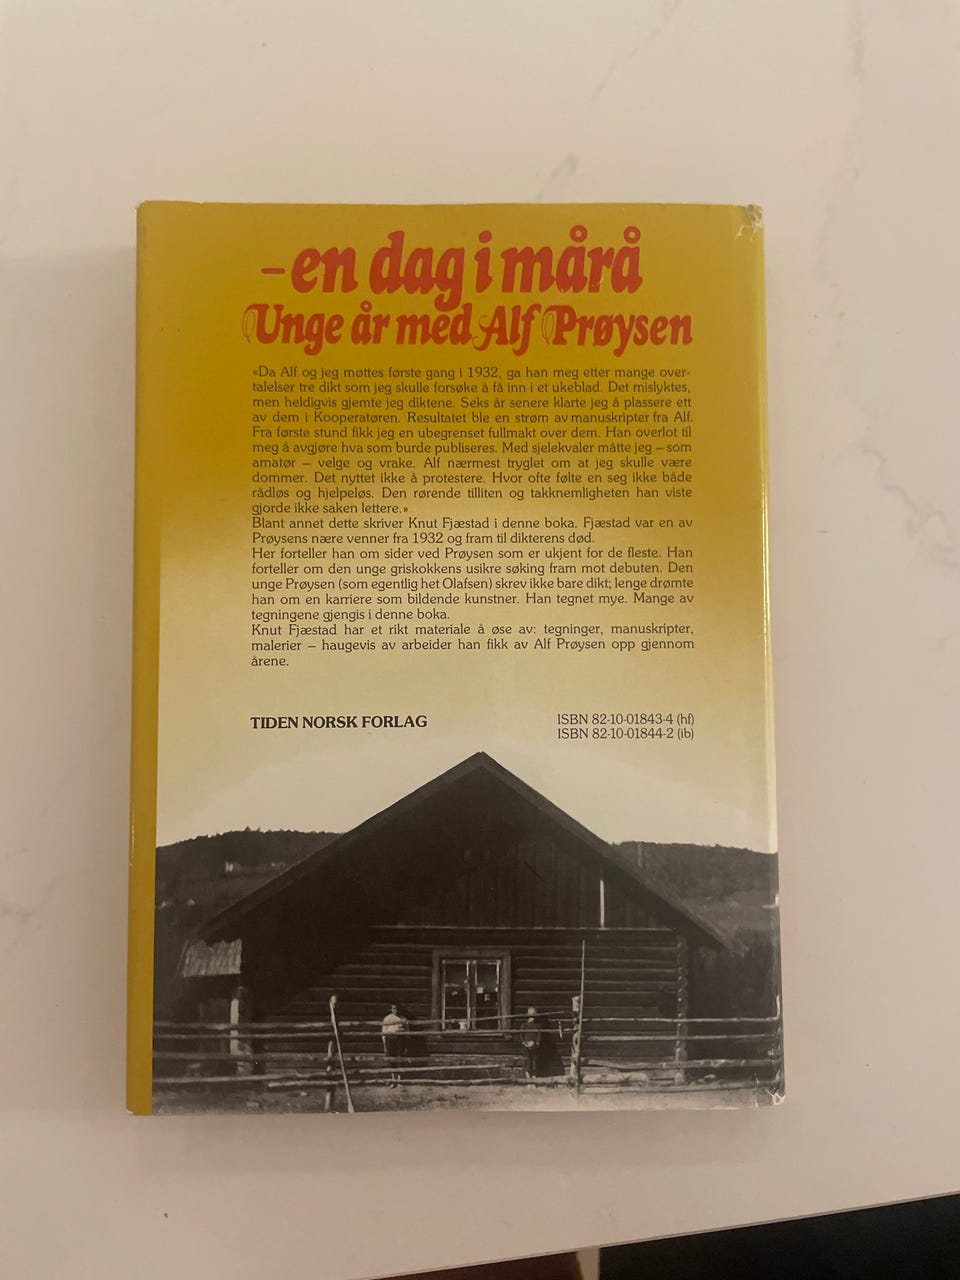 – en dag i mårå
Unge år med Alf Prøysen
«Da Alf og jeg møttes første gang i 1932, ga han meg etter mange over-
talelser tre dikt som jeg skulle forsøke å få inn i et ukeblad. Det mislyktes,
men heldigvis gjemte jeg diktene. Seks år senere klarte jeg å plassere ett
av dem i Kooperatøren. Resultatet ble en strøm av manuskripter fra Alf.
Fra første stund fikk jeg en ubegrenset fullmakt over dem. Han overlot til
meg å avgjøre hva som burde publiseres. Med sjelekvaler måtte jeg – som
amatør – velge og vrake. Alf nærmest tryglet om at jeg skulle være
dommer. Det nyttet ikke å protestere. Hvor ofte følte en seg ikke både
rådløs og hjelpeløs. Den rørende tilliten og takknemligheten han viste
gjorde ikke saken lettere.»
Blant annet dette skriver Knut Fjæstad i denne boka. Fjæstad var en av
Prøysens nære venner fra 1932 og fram til dikterens død.
Her forteller han om sider ved Prøysen som er ukjent for de fleste. Han
forteller om den unge griskokkens usikre søking fram mot debuten. Den
unge Prøysen (som egentlig het Olafsen) skrev ikke bare dikt; lenge drømte
han om en karriere som bildende kunstner. Han tegnet mye. Mange av
tegningene gjengis i denne boka.
Knut Fjæstad har et rikt materiale å øse av: tegninger, manuskripter,
malerier – haugevis av arbeider han fikk av Alf Prøysen opp gjennom
årene.
TIDEN NORSK FORLAG
ISBN 82-10-01843-4 (hf)
ISBN 82-10-01844-2 (ib)